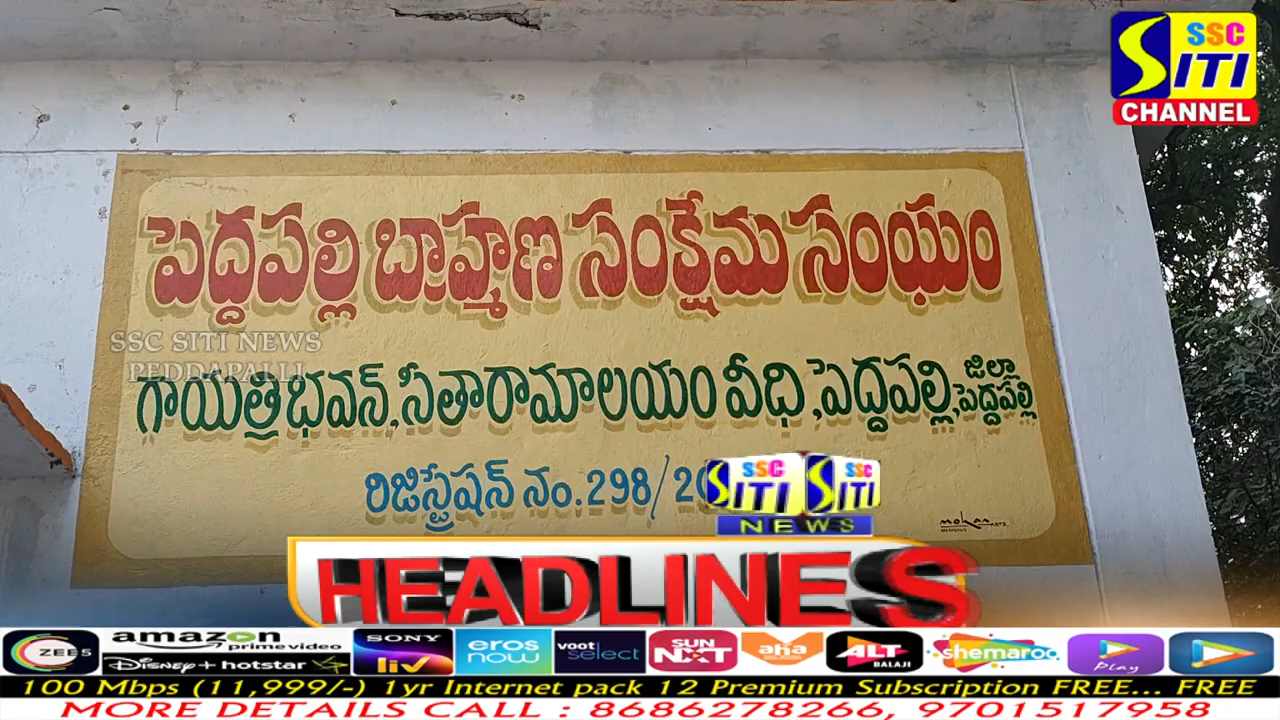 SSC
SITI
CHANNEL
పెద్దపల్లి బ్రాహ్మణ సంక్షేమ సంఘం
SSC SITI NEWS
PEDDAPALLI
గాయత్రి భవన్, సీతారామాలయం వీధి, పెద్దపల్లి, జిల్లా పెద్దపల్లి
రిజిస్ట్రేషన్ నం. 298/20
SSC SSC
SITI SITI
NEWS
mohan ARTS
HEADLINES
ZEE5 amazon prime video SONY liv eros now voot select SUN NXT aha ALT BALAJI shemaroo Play
Disney+ hotstar
100 Mbps (11,999/-) 1yr Internet pack 12 Premium Subscription FREE... FREE
MORE DETAILS CALL : 8686278266, 9701517958